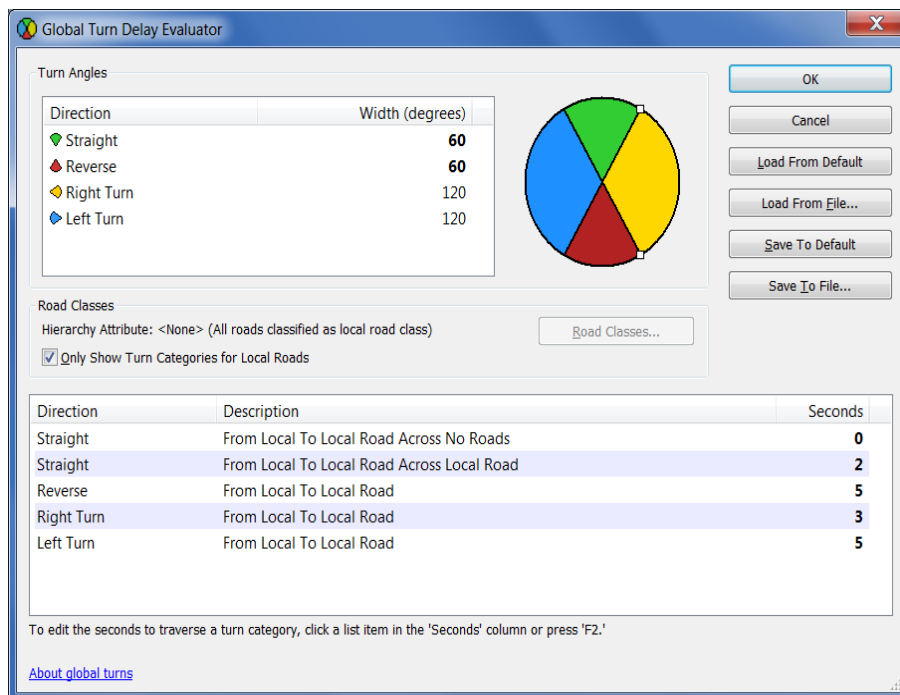 Global Turn Delay Evaluator
X
Turn Angles
Direction Width (degrees)
Straight 60
Reverse 60
Right Turn 120
Left Turn 120
OK
Cancel
Load From Default
Load From File...
Save To Default
Save To File...
Road Classes
Hierarchy Attribute: <None> (All roads classified as local road class)
Road Classes...
Only Show Turn Categories for Local Roads
Direction Description Seconds
Straight From Local To Local Road Across No Roads 0
Straight From Local To Local Road Across Local Road 2
Reverse From Local To Local Road 5
Right Turn From Local To Local Road 3
Left Turn From Local To Local Road 5
To edit the seconds to traverse a turn category, click a list item in the 'Seconds' column or press 'F2.'
About global turns